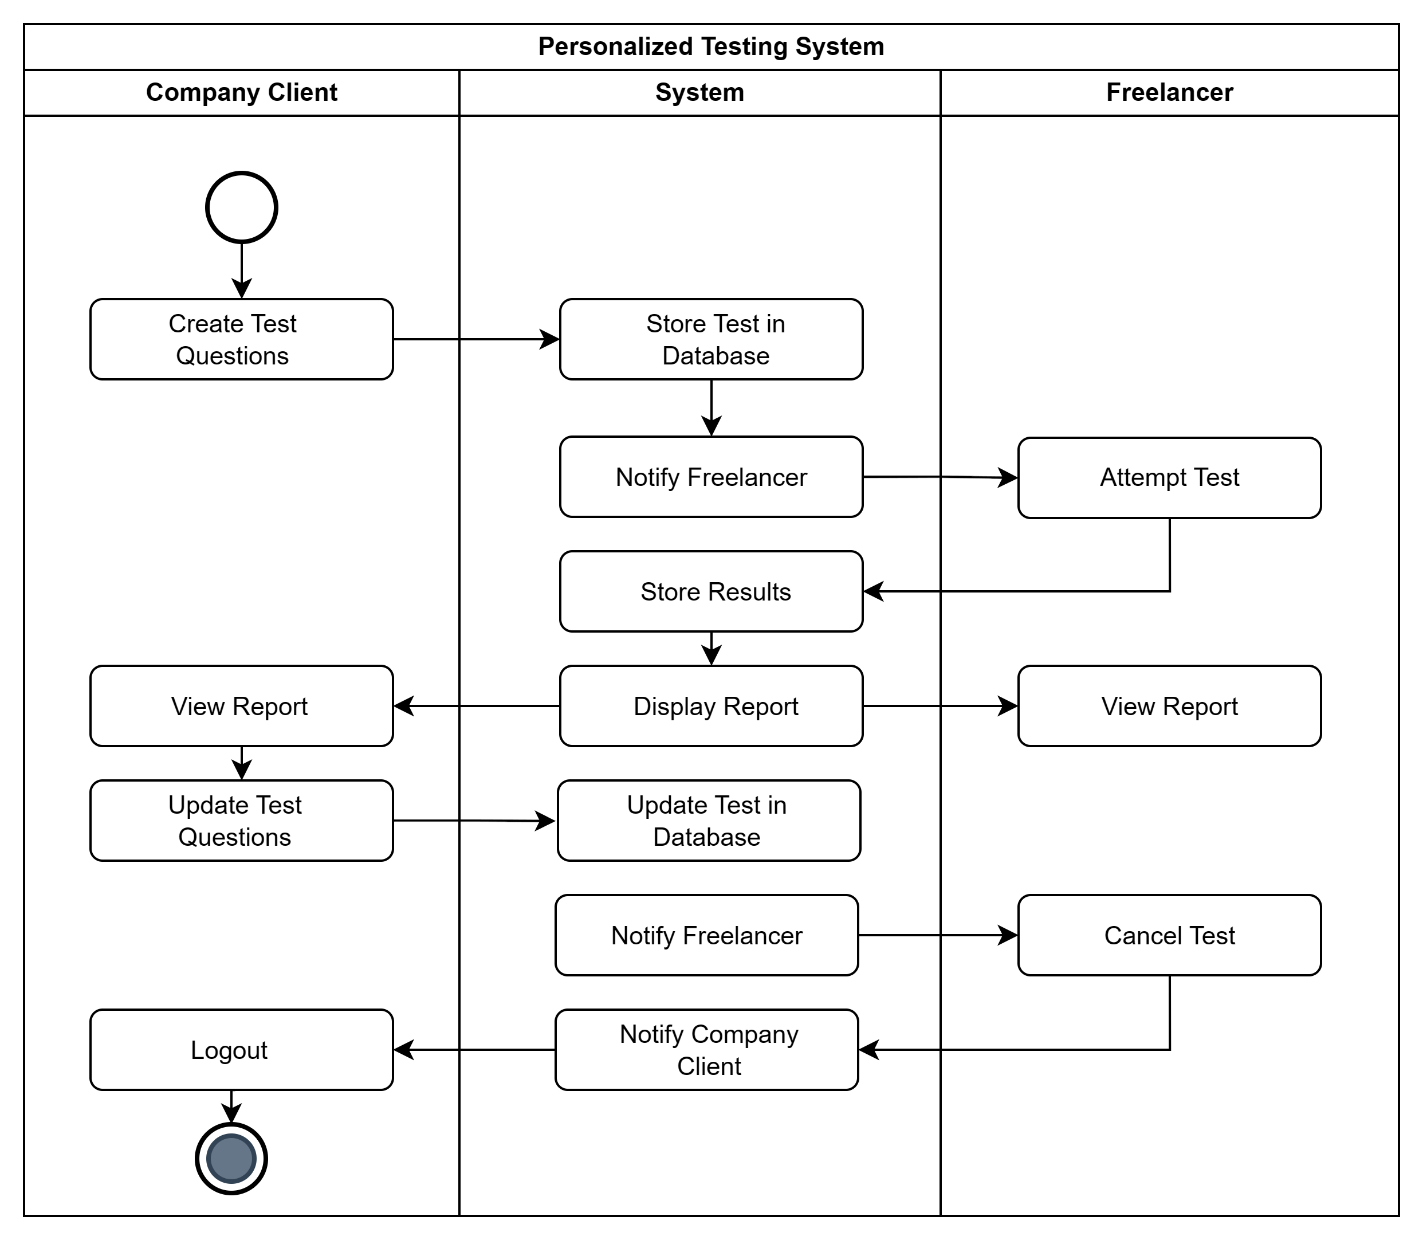 Personalized Testing System
Company Client
System
Freelancer
Create Test
Questions
Store Test in
Database
Notify Freelancer
Attempt Test
Store Results
View Report
Display Report
View Report
Update Test
Questions
Update Test in
Database
Notify Freelancer
Cancel Test
Logout
Notify Company
Client